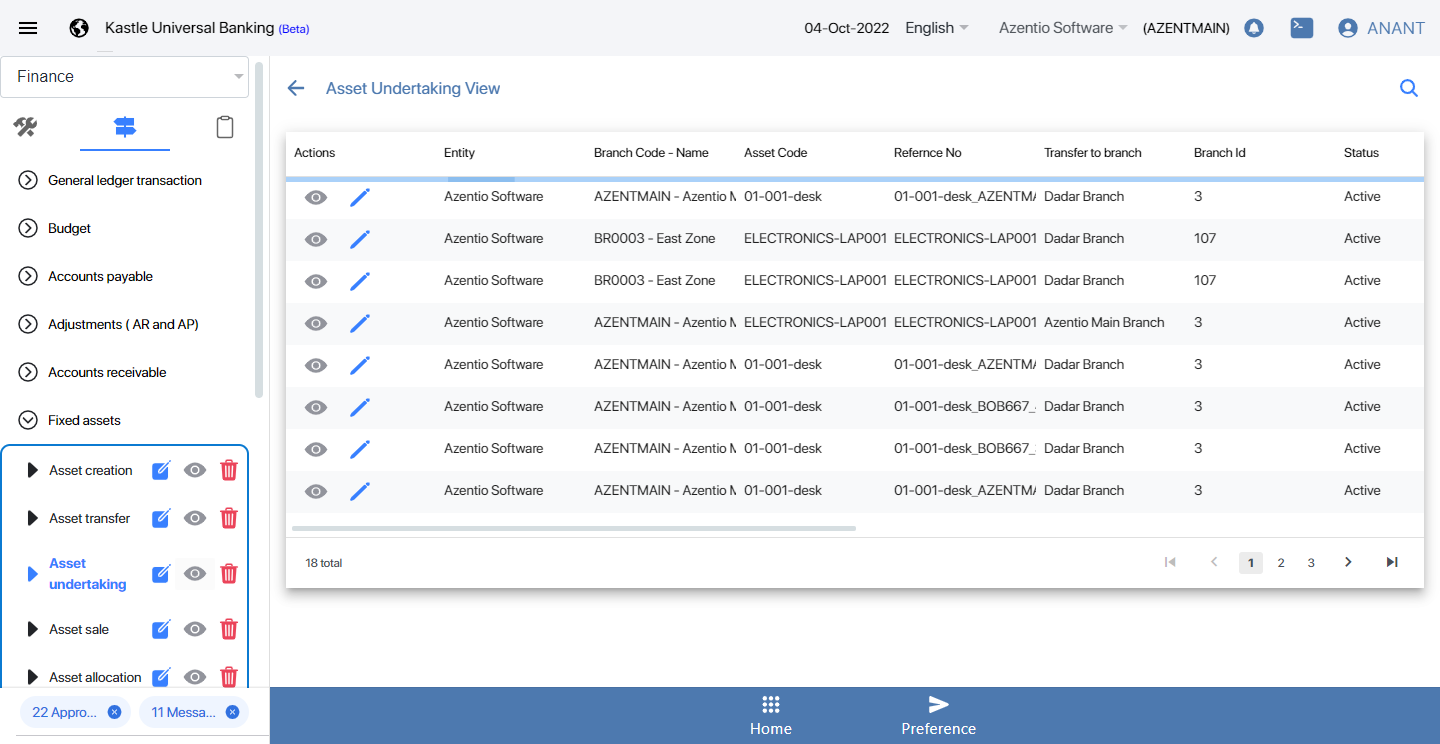 Kastle Universal Banking (Beta)
04-Oct-2022 English Azentio Software (AZENTMAIN) ANANT
Finance
General ledger transaction
Budget
Accounts payable
Adjustments ( AR and AP)
Accounts receivable
Fixed assets
Asset creation
Asset transfer
Asset
undertaking
Asset sale
Asset allocation
22 Appro... 11 Messa...
Asset Undertaking View
Actions Entity Branch Code - Name Asset Code Refernce No Transfer to branch Branch Id Status
Azentio Software AZENTMAIN - Azentio M 01-001-desk 01-001-desk_AZENTMA Dadar Branch 3 Active
Azentio Software BR0003 - East Zone ELECTRONICS-LAP001 ELECTRONICS-LAP001 Dadar Branch 107 Active
Azentio Software BR0003 - East Zone ELECTRONICS-LAP001 ELECTRONICS-LAP001 Dadar Branch 107 Active
Azentio Software AZENTMAIN - Azentio M ELECTRONICS-LAP001 ELECTRONICS-LAP001 Azentio Main Branch 3 Active
Azentio Software AZENTMAIN - Azentio M 01-001-desk 01-001-desk_AZENTMA Dadar Branch 3 Active
Azentio Software AZENTMAIN - Azentio M 01-001-desk 01-001-desk_BOB667_ Dadar Branch 3 Active
Azentio Software AZENTMAIN - Azentio M 01-001-desk 01-001-desk_BOB667_ Dadar Branch 3 Active
Azentio Software AZENTMAIN - Azentio M 01-001-desk 01-001-desk_AZENTMA Dadar Branch 3 Active
18 total 1 2 3
Home Preference